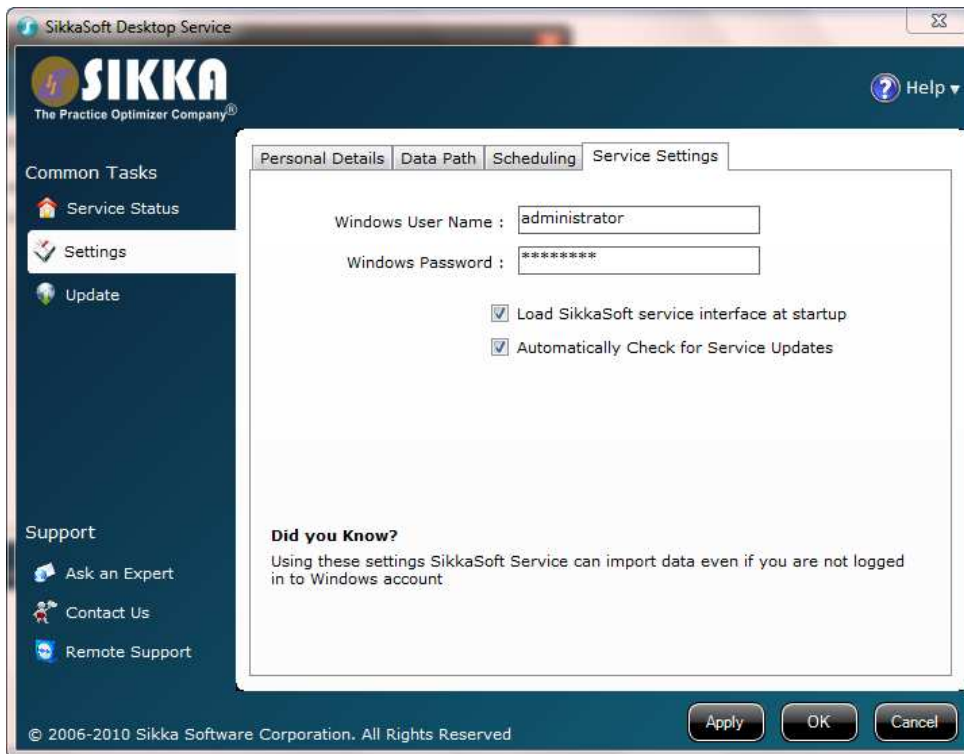 SikkaSoft Desktop Service
SIKKA
The Practice Optimizer Company®
Help
Common Tasks
Service Status
Settings
Update
Personal Details
Data Path
Scheduling
Service Settings
Windows User Name :
administrator
Windows Password :
********
Load SikkaSoft service interface at startup
Automatically Check for Service Updates
Did you Know?
Using these settings SikkaSoft Service can import data even if you are not logged
in to Windows account
Support
Ask an Expert
Contact Us
Remote Support
© 2006-2010 Sikka Software Corporation. All Rights Reserved
Apply
OK
Cancel